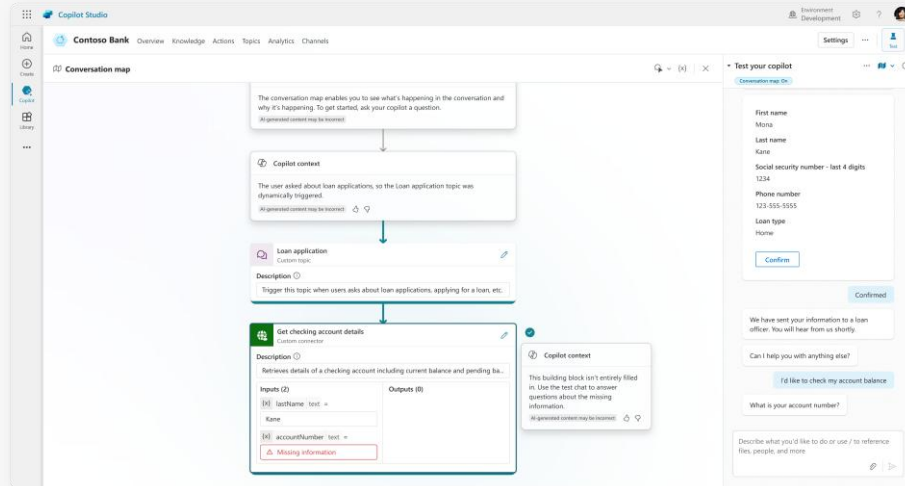 Copilot Studio
Environment
Development
Home
Create
Copilot
Library
Contoso Bank
Overview
Knowledge
Actions
Topics
Analytics
Channels
Settings
Test
Conversation map
The conversation map enables you to see what's happening in the conversation and
why it's happening. To get started, ask your copilot a question.
AI-generated content may be incorrect
Copilot context
The user asked about loan applications, so the Loan application topic was
dynamically triggered.
AI-generated content may be incorrect
Loan application
Custom topic
Description
Trigger this topic when users asks about loan applications, applying for a loan, etc.
Get checking account details
Custom connector
Description
Retrieves details of a checking account including current balance and pending ba...
Inputs (2)
Outputs (0)
{x} lastName text =
Kane
{x} accountNumber text =
Missing information
Copilot context
This building block isn't entirely filled
in. Use the test chat to answer
questions about the missing
information.
AI-generated content may be incorrect
Test your copilot
Conversation map: On
First name
Mona
Last name
Kane
Social security number - last 4 digits
1234
Phone number
123-555-5555
Loan type
Home
Confirm
Confirmed
We have sent your information to a loan
officer. You will hear from us shortly.
Can I help you with anything else?
I'd like to check my account balance
What is your account number?
Describe what you'd like to do or use / to reference
files, people, and more